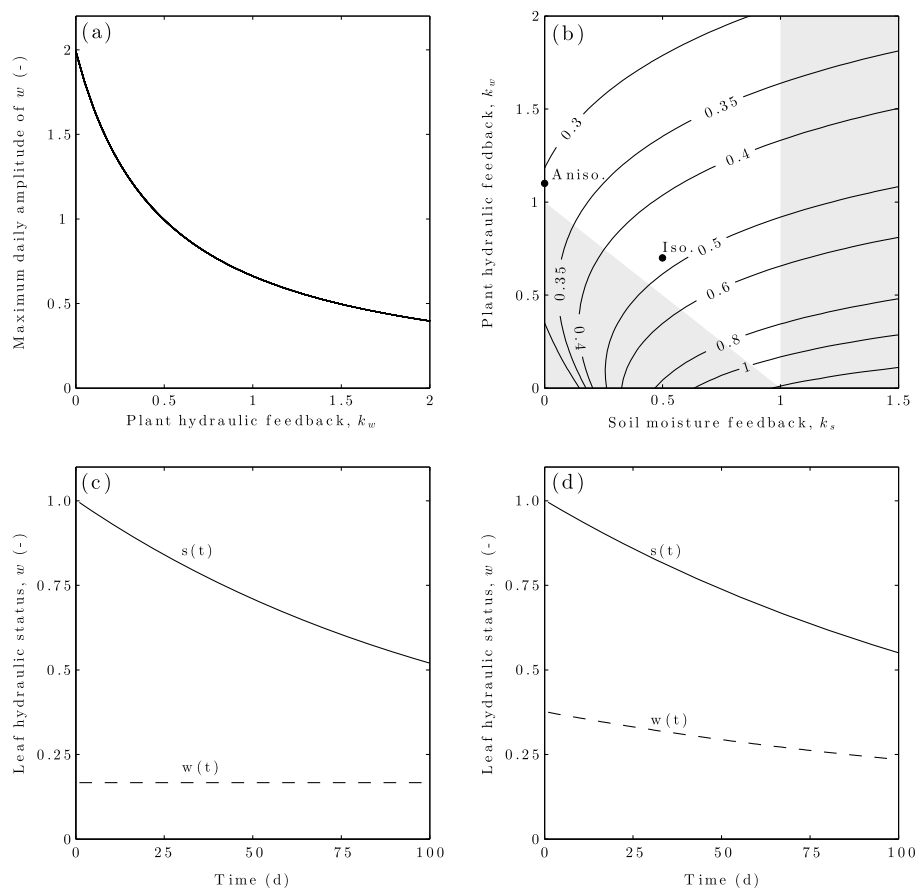 (a)
Maximum daily amplitude of w (-)
2
1.5
1
0.5
0
0 0.5 1 1.5 2
Plant hydraulic feedback, k_w
(b)
Plant hydraulic feedback, k_w
2
1.5
1
0.5
0
0.3
0.35
0.4
Aniso.
Iso.
0.5
0.35
0.6
0.4
0.8
1
0 0.5 1 1.5
Soil moisture feedback, k_s
(c)
Leaf hydraulic status, w (-)
1.0
0.75
0.5
0.25
0
s(t)
w(t)
0 25 50 75 100
Time (d)
(d)
Leaf hydraulic status, w (-)
1.0
0.75
0.5
0.25
0
s(t)
w(t)
0 25 50 75 100
Time (d)